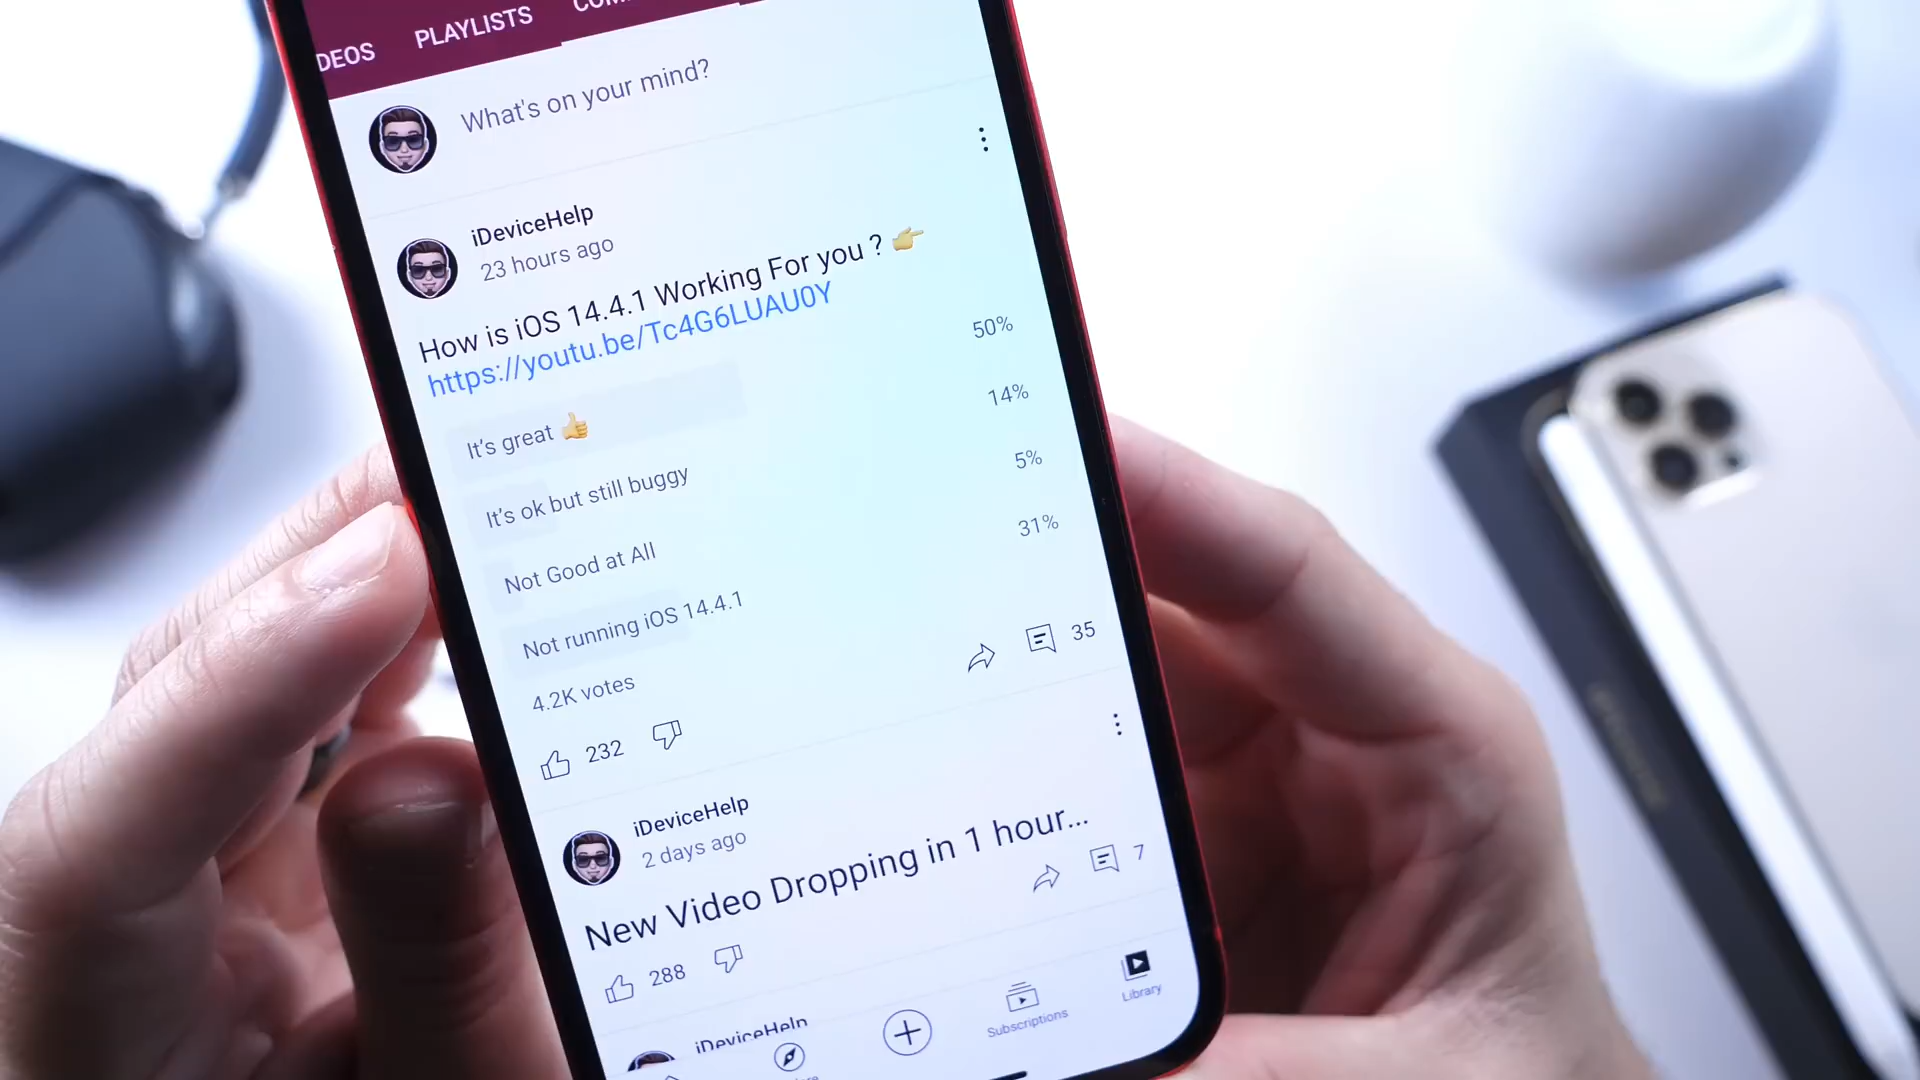 DEOS PLAYLISTS
What's on your mind?
iDeviceHelp
23 hours ago
How is iOS 14.4.1 Working For you ? 👉
https://youtu.be/Tc4G6LUAU0Y
It's great 👍 50%
It's ok but still buggy 14%
Not Good at All 5%
Not running iOS 14.4.1 31%
4.2K votes
232 35
iDeviceHelp
2 days ago
New Video Dropping in 1 hour...
288 7
iDeviceHelp
Subscriptions Library